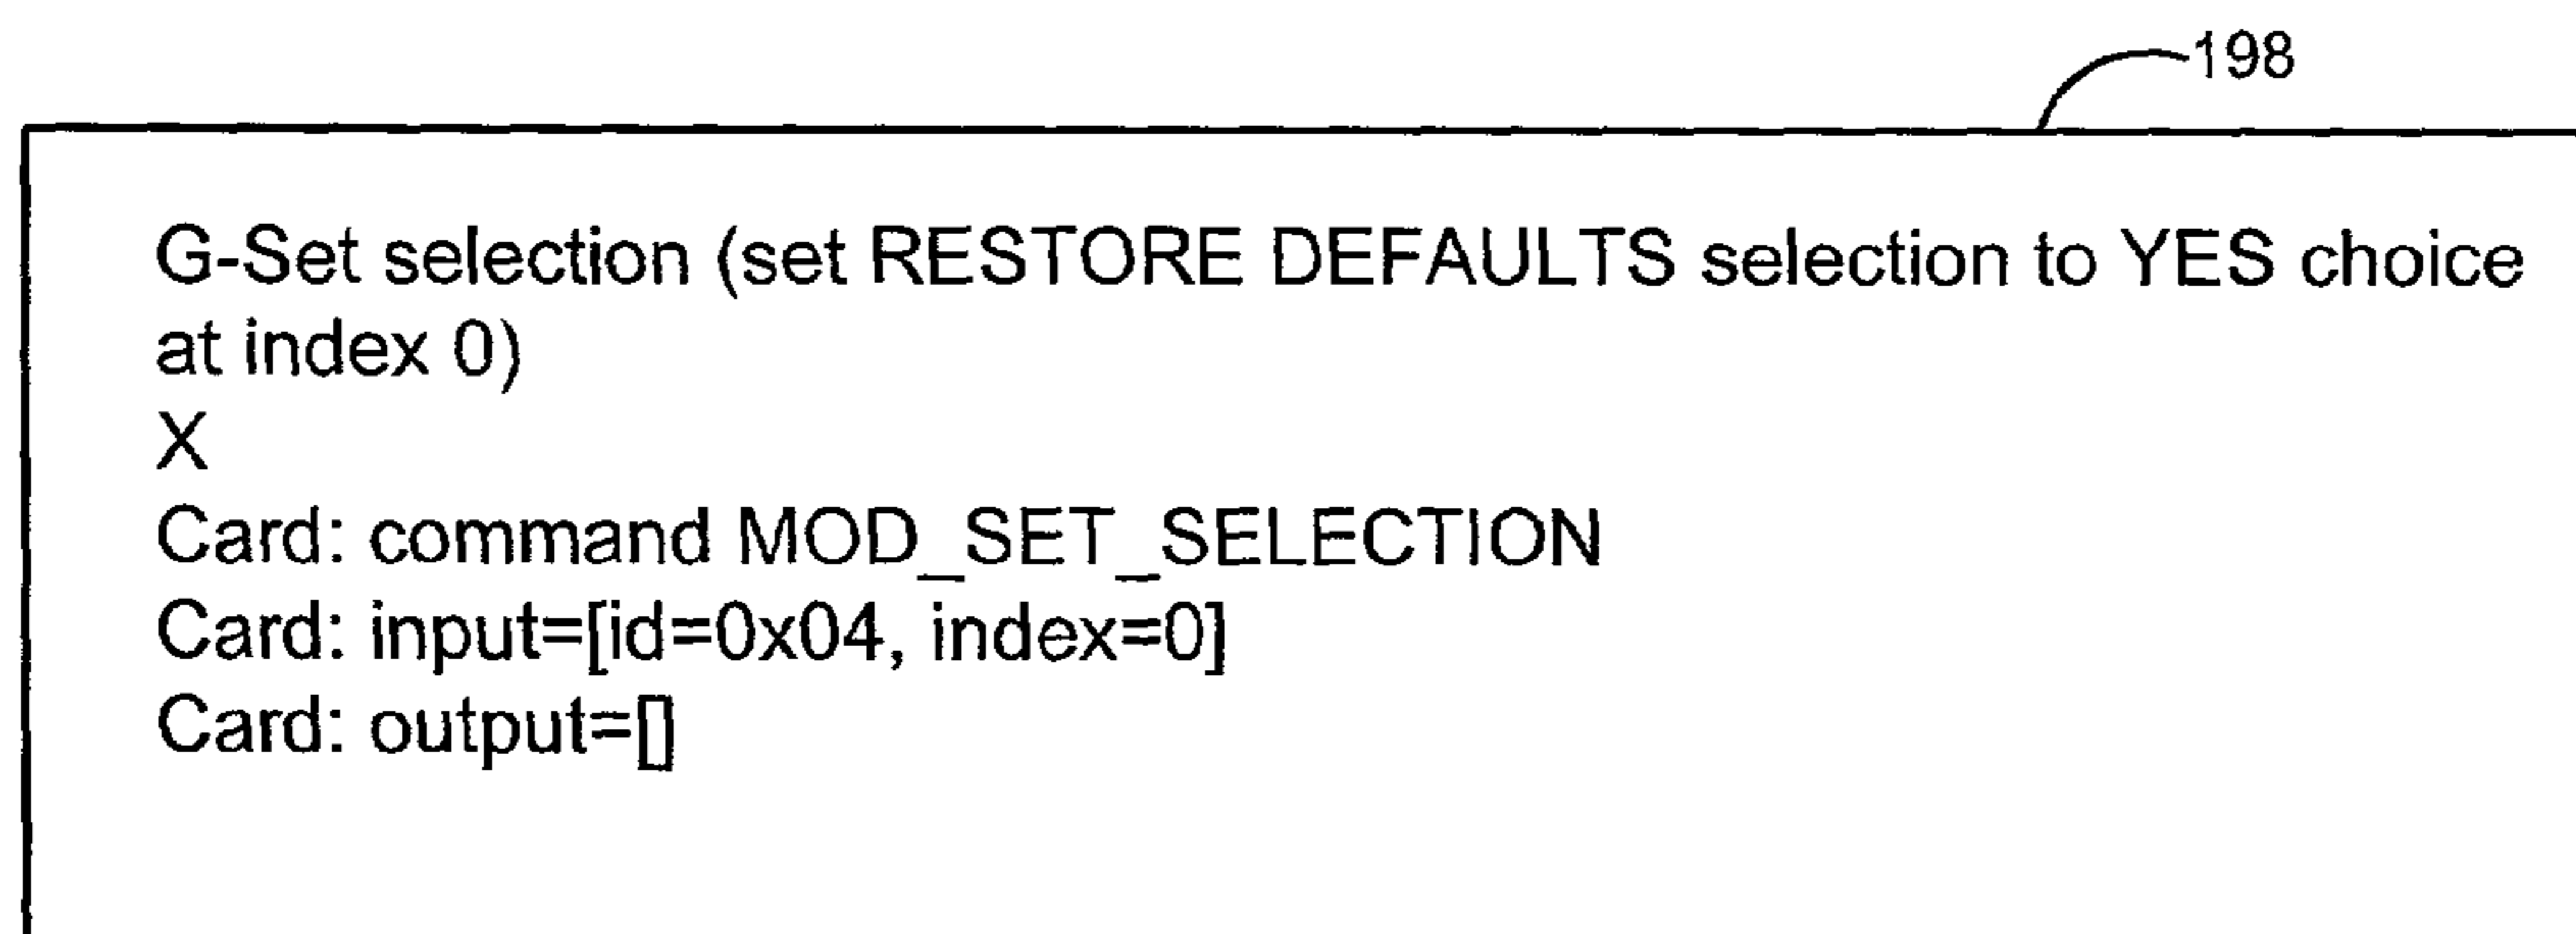 198
G-Set selection (set RESTORE DEFAULTS selection to YES choice
at index 0)
X
Card: command MOD_SET_SELECTION
Card: input=[id=0x04, index=0]
Card: output=[]